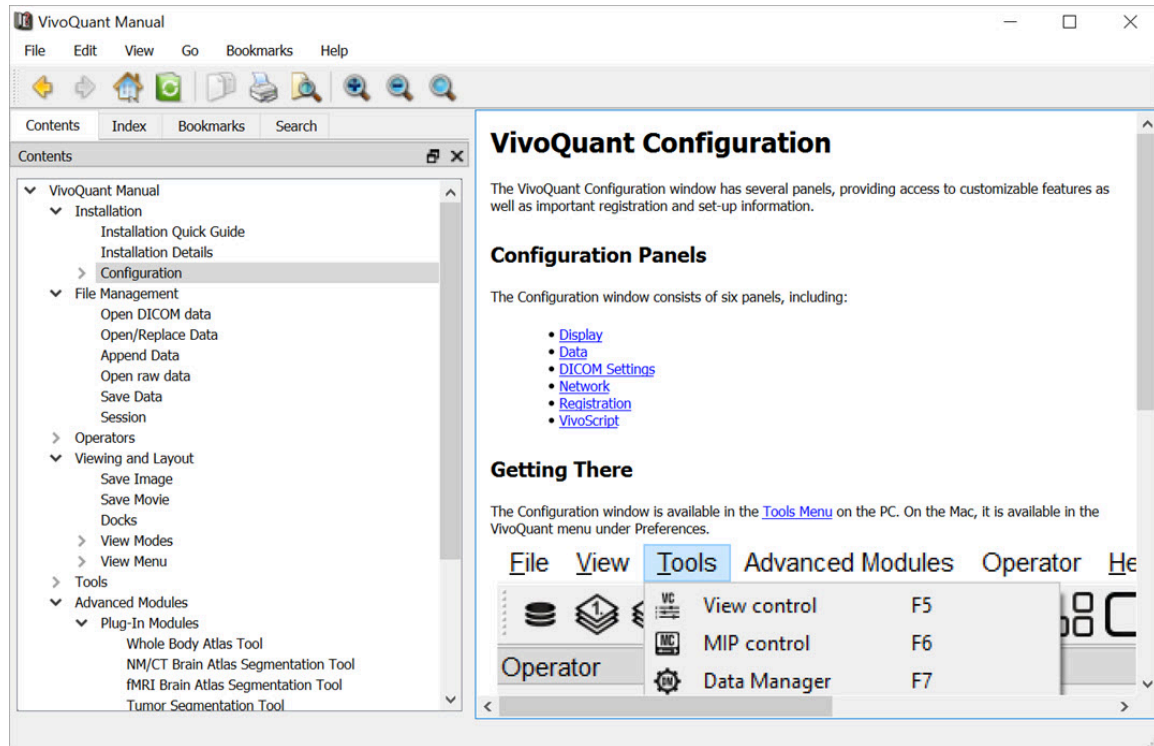 VivoQuant Manual
File Edit View Go Bookmarks Help
Contents Index Bookmarks Search
Contents
VivoQuant Manual
Installation
Installation Quick Guide
Installation Details
Configuration
File Management
Open DICOM data
Open/Replace Data
Append Data
Open raw data
Save Data
Session
Operators
Viewing and Layout
Save Image
Save Movie
Docks
View Modes
View Menu
Tools
Advanced Modules
Plug-In Modules
Whole Body Atlas Tool
NM/CT Brain Atlas Segmentation Tool
fMRI Brain Atlas Segmentation Tool
Tumor Segmentation Tool
VivoQuant Configuration
The VivoQuant Configuration window has several panels, providing access to customizable features as
well as important registration and set-up information.
Configuration Panels
The Configuration window consists of six panels, including:
• Display
• Data
• DICOM Settings
• Network
• Registration
• VivoScript
Getting There
The Configuration window is available in the Tools Menu on the PC. On the Mac, it is available in the
VivoQuant menu under Preferences.
File View Tools Advanced Modules Operator He
1.
VC View control F5
MC MIP control F6
Operator
DM Data Manager F7